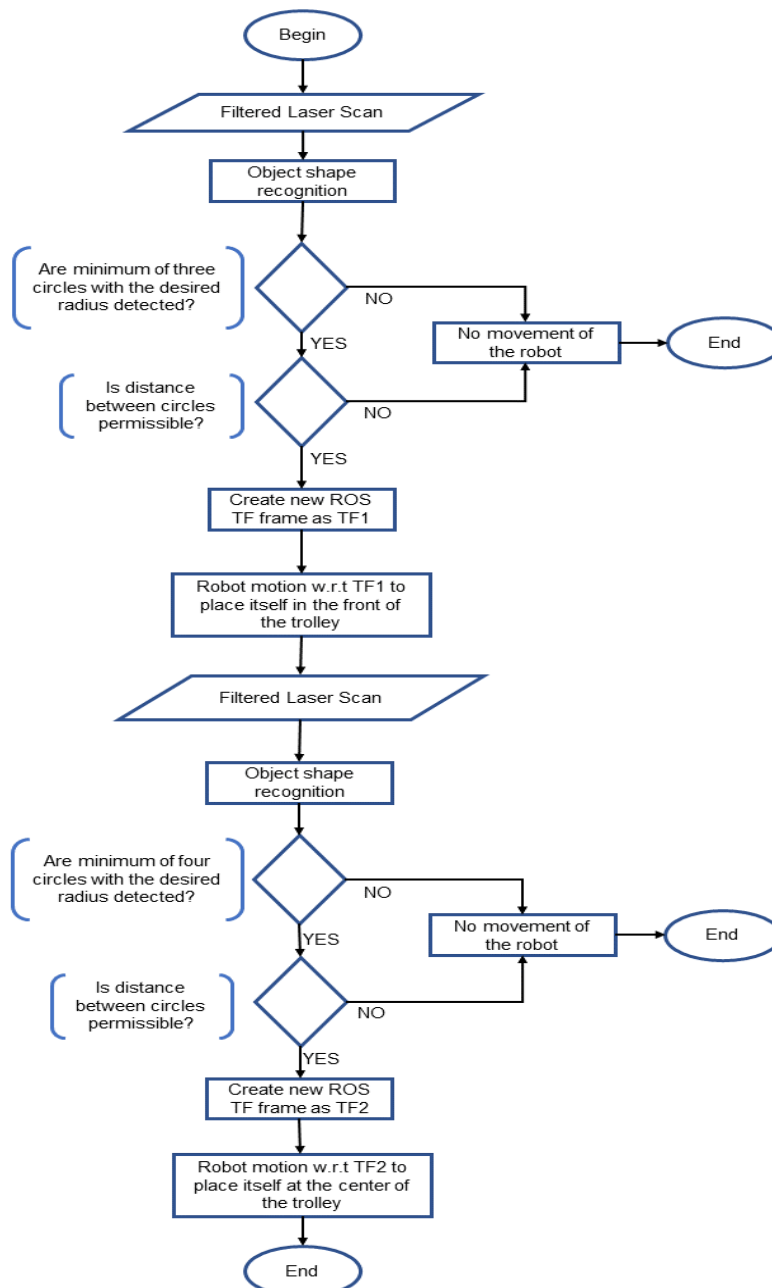 Begin
Filtered Laser Scan
Object shape
recognition
Are minimum of three
circles with the desired
radius detected?
NO
No movement of
the robot
End
YES
Is distance
between circles
permissible?
NO
YES
Create new ROS
TF frame as TF1
Robot motion w.r.t TF1 to
place itself in the front of
the trolley
Filtered Laser Scan
Object shape
recognition
Are minimum of four
circles with the desired
radius detected?
NO
No movement of
the robot
End
YES
Is distance
between circles
permissible?
NO
YES
Create new ROS
TF frame as TF2
Robot motion w.r.t TF2 to
place itself at the center of
the trolley
End